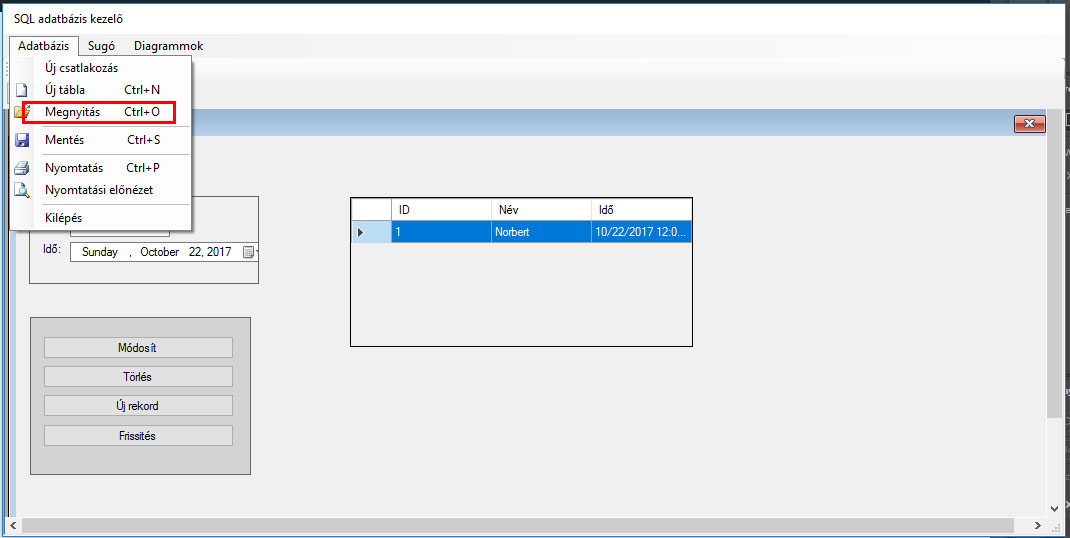 SQL adatbázis kezelő
Adatbázis Sugó Diagrammok
Új csatlakozás
Új tábla Ctrl+N
Megnyitás Ctrl+O
Mentés Ctrl+S
Nyomtatás Ctrl+P
Nyomtatási előnézet
Kilépés
ID Név Idő
1 Norbert 10/22/2017 12:0...
Idő: Sunday , October 22, 2017
Módosít
Törlés
Új rekord
Frissités